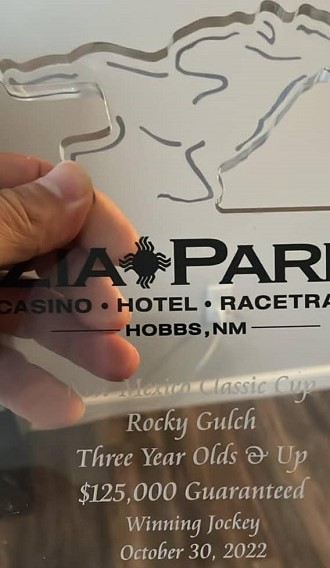 ZIA PARK
CASINO • HOTEL • RACETRA
HOBBS, NM
Mexico Classic Cup
Rocky Gulch
Three Year Olds & Up
$125,000 Guaranteed
Winning Jockey
October 30, 2022